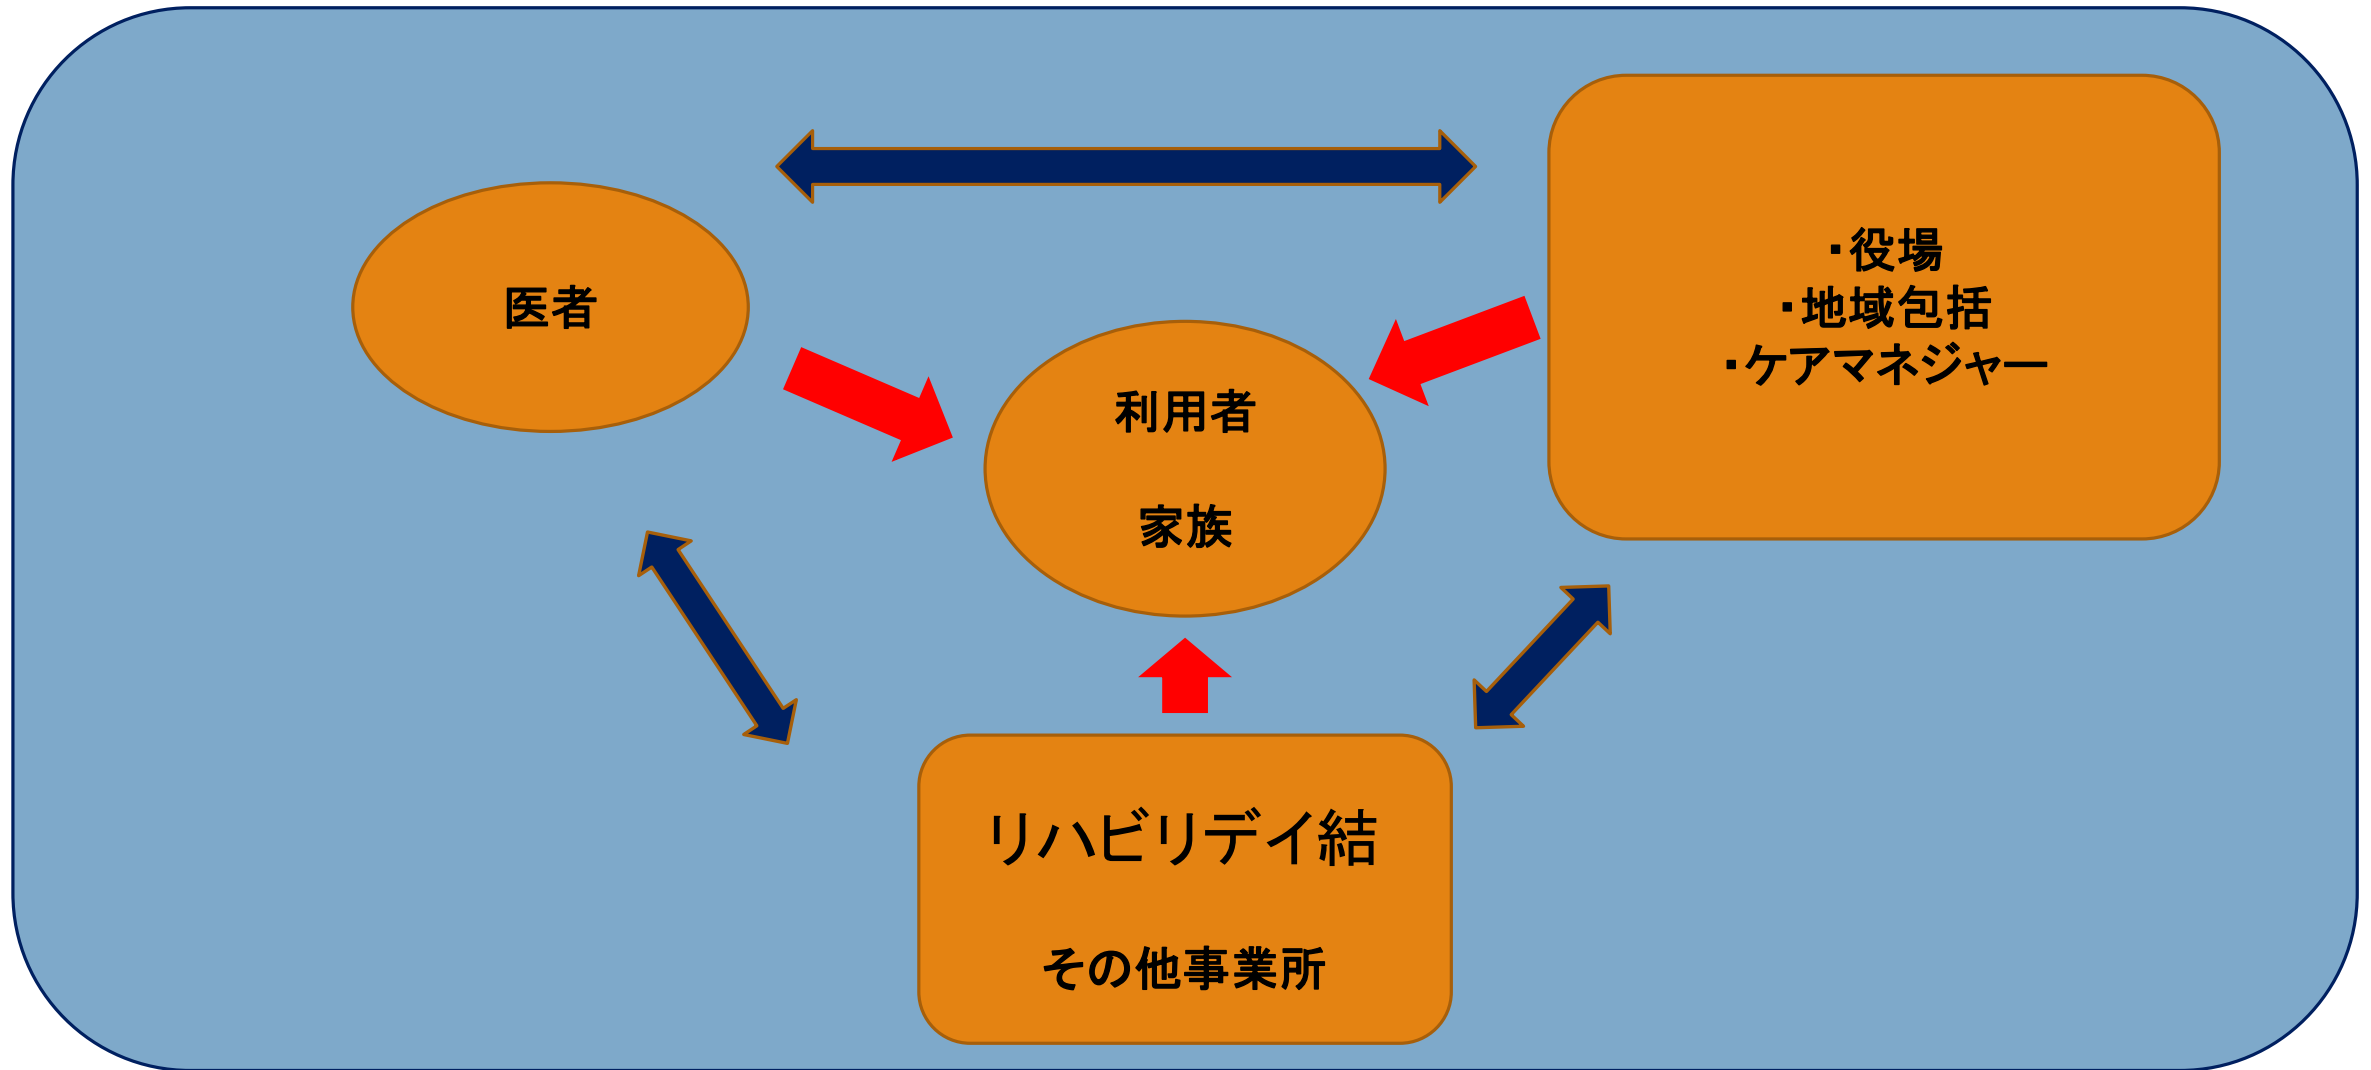 医者
・役場
・地域包括
・ケアマネジャー
利用者
家族
リハビリデイ結
その他事業所